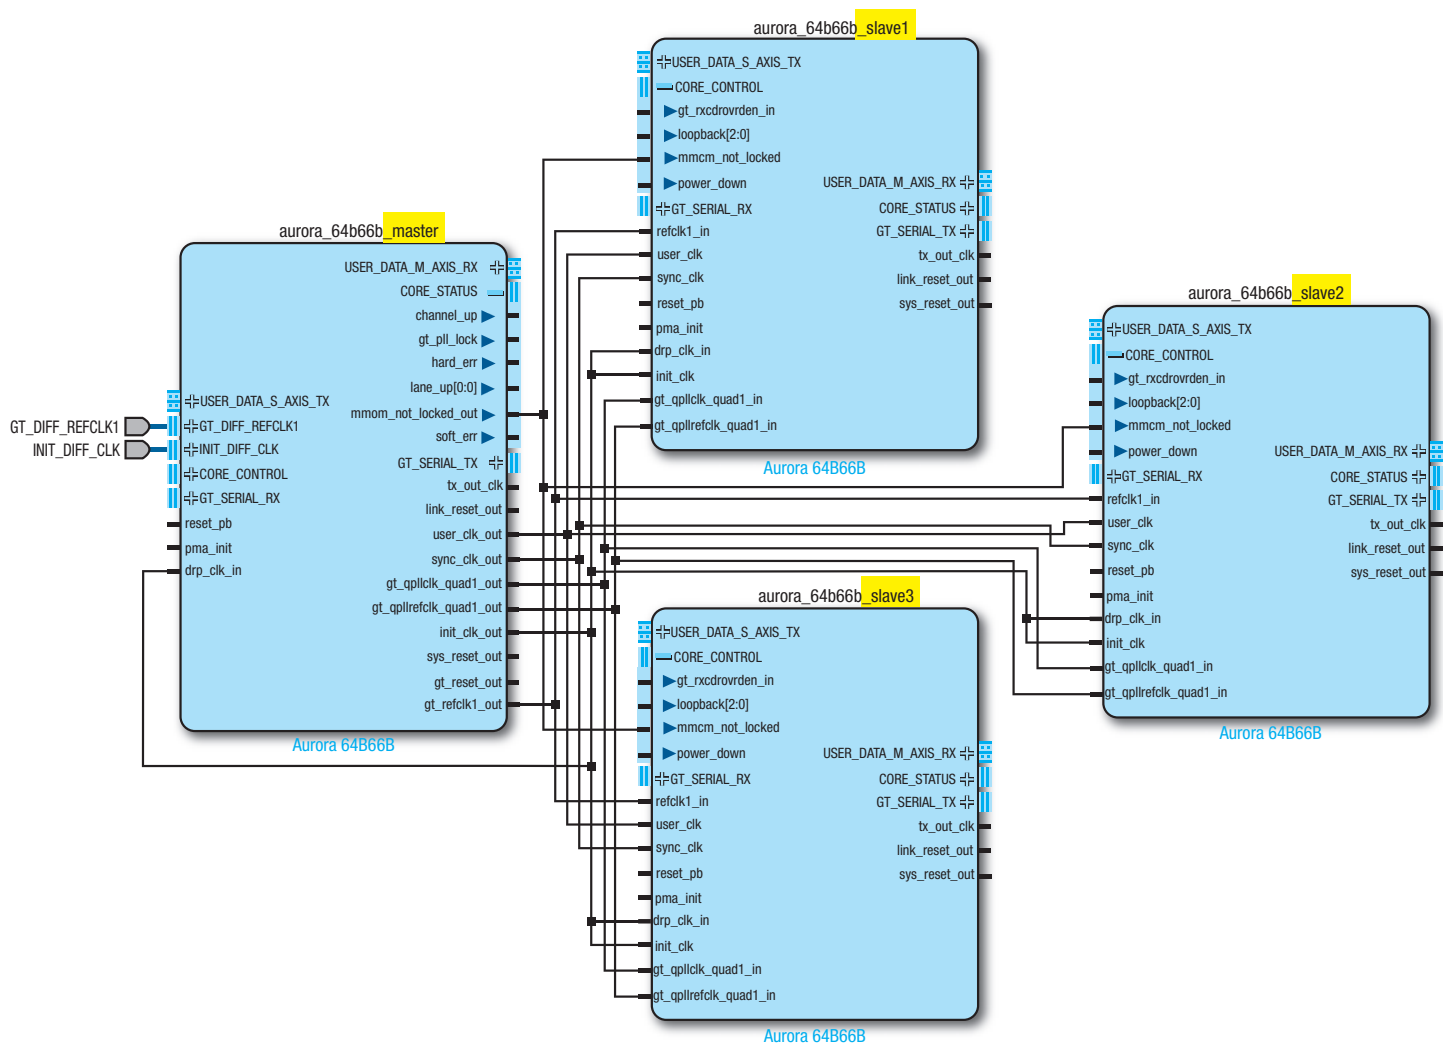 GT_DIFF_REFCLK1
INIT_DIFF_CLK
aurora_64b66b_master
USER_DATA_M_AXIS_RX
CORE_STATUS
channel_up
gt_pll_lock
hard_err
lane_up[0:0]
USER_DATA_S_AXIS_TX
mmom_not_locked_out
GT_DIFF_REFCLK1
soft_err
INIT_DIFF_CLK
GT_SERIAL_TX
CORE_CONTROL
tx_out_clk
GT_SERIAL_RX
link_reset_out
reset_pb
user_clk_out
pma_init
sync_clk_out
drp_clk_in
gt_qpllclk_quad1_out
gt_qpllrefclk_quad1_out
init_clk_out
sys_reset_out
gt_reset_out
gt_refclk1_out
Aurora 64B66B
aurora_64b66b_slave1
USER_DATA_S_AXIS_TX
CORE_CONTROL
gt_rxcdrovrden_in
loopback[2:0]
mmcm_not_locked
power_down
USER_DATA_M_AXIS_RX
GT_SERIAL_RX
CORE_STATUS
refclk1_in
GT_SERIAL_TX
user_clk
tx_out_clk
sync_clk
link_reset_out
reset_pb
sys_reset_out
pma_init
drp_clk_in
init_clk
gt_qpllclk_quad1_in
gt_qpllrefclk_quad1_in
Aurora 64B66B
aurora_64b66b_slave2
USER_DATA_S_AXIS_TX
CORE_CONTROL
gt_rxcdrovrden_in
loopback[2:0]
mmcm_not_locked
power_down
USER_DATA_M_AXIS_RX
GT_SERIAL_RX
CORE_STATUS
refclk1_in
GT_SERIAL_TX
user_clk
tx_out_clk
sync_clk
link_reset_out
reset_pb
sys_reset_out
pma_init
drp_clk_in
init_clk
gt_qpllclk_quad1_in
gt_qpllrefclk_quad1_in
Aurora 64B66B
aurora_64b66b_slave3
USER_DATA_S_AXIS_TX
CORE_CONTROL
gt_rxcdrovrden_in
loopback[2:0]
mmcm_not_locked
power_down
USER_DATA_M_AXIS_RX
GT_SERIAL_RX
CORE_STATUS
refclk1_in
GT_SERIAL_TX
user_clk
tx_out_clk
sync_clk
link_reset_out
reset_pb
sys_reset_out
pma_init
drp_clk_in
init_clk
gt_qpllclk_quad1_in
gt_qpllrefclk_quad1_in
Aurora 64B66B